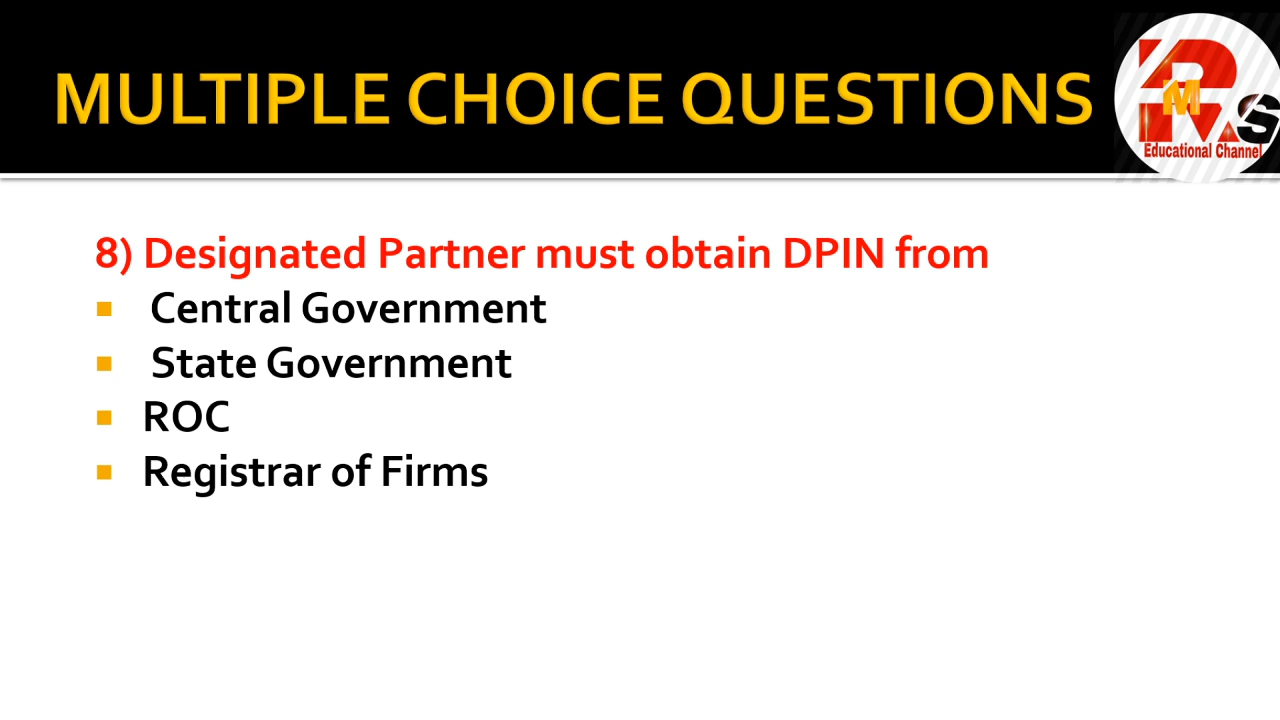 MULTIPLE CHOICE QUESTIONS
M
S
Educational Channel
8) Designated Partner must obtain DPIN from
Central Government
State Government
ROC
Registrar of Firms